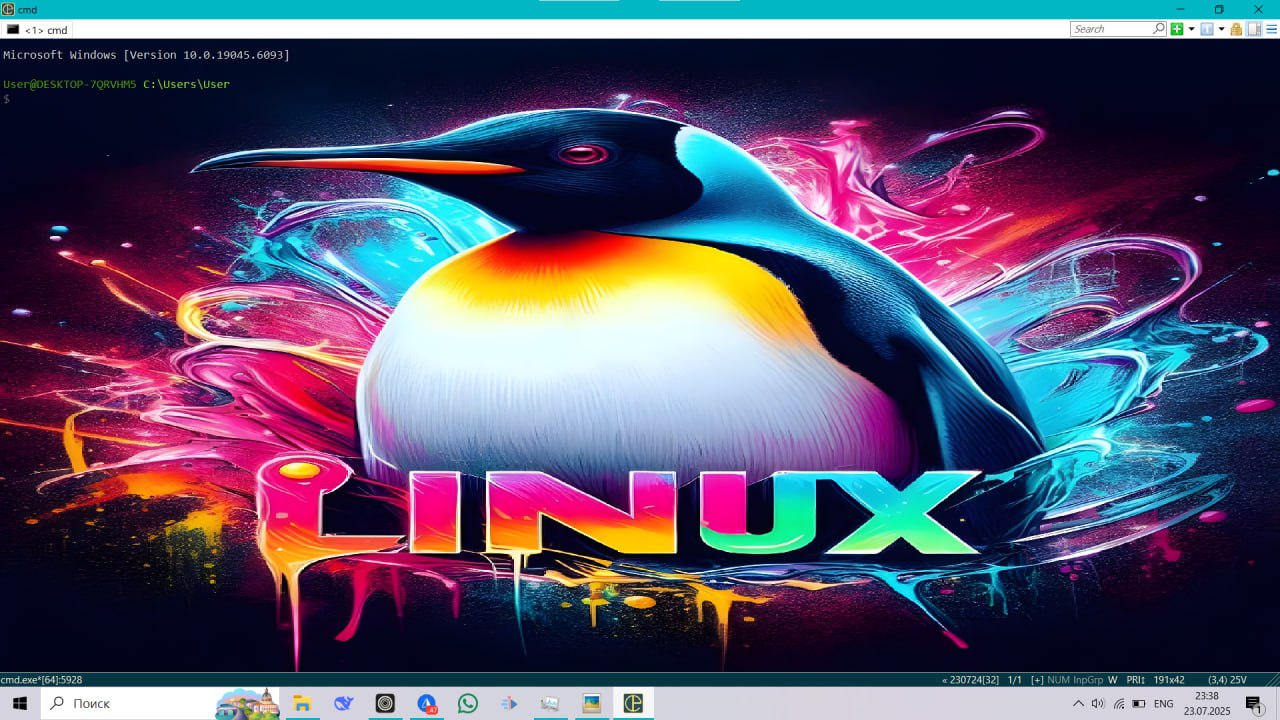 cmd
<1> cmd
Search
Microsoft Windows [Version 10.0.19045.6093]
User@DESKTOP-7QRVHM5 C:\Users\User
$
LINUX
cmd.exe*[64]:5928
« 230724[32] 1/1 [+] NUM InpGrp W PRI↕ 191x42 (3,4) 25V
Поиск
ENG
23:38
23.07.2025
1